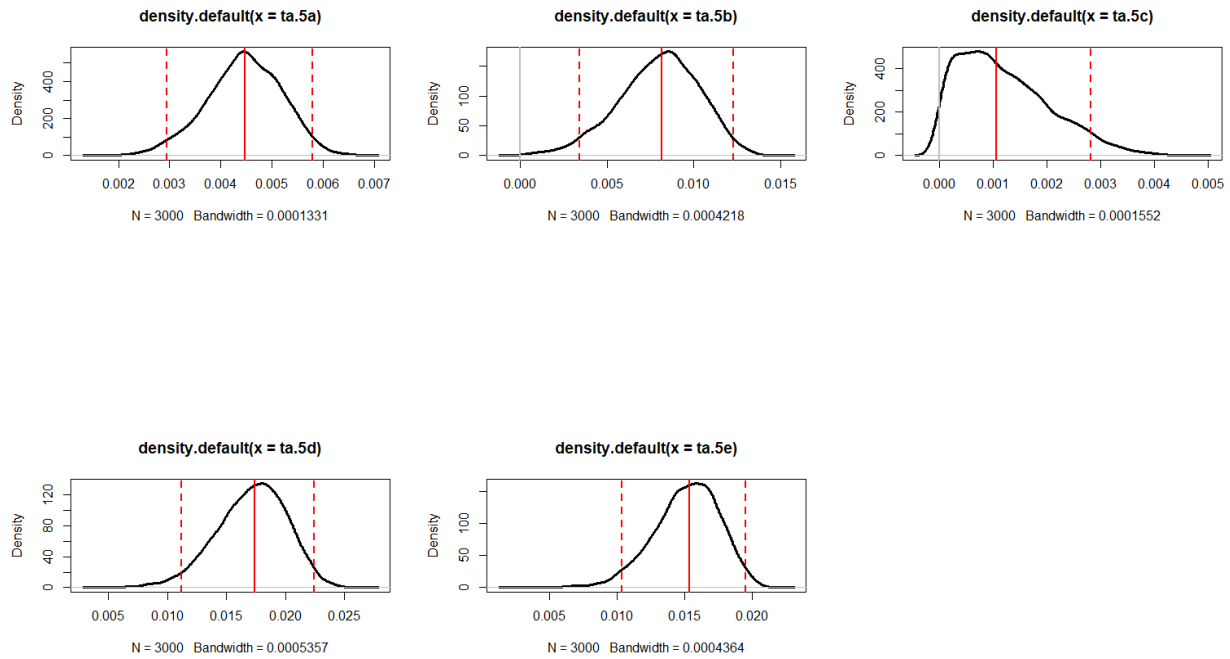 density.default(x = ta.5a)
Density
0 200 400
0.002 0.003 0.004 0.005 0.006 0.007
N = 3000 Bandwidth = 0.0001331
density.default(x = ta.5b)
Density
0 50 100
0.000 0.005 0.010 0.015
N = 3000 Bandwidth = 0.0004218
density.default(x = ta.5c)
Density
0 200 400
0.000 0.001 0.002 0.003 0.004 0.005
N = 3000 Bandwidth = 0.0001552
density.default(x = ta.5d)
Density
0 40 80 120
0.005 0.010 0.015 0.020 0.025
N = 3000 Bandwidth = 0.0005357
density.default(x = ta.5e)
Density
0 50 100
0.005 0.010 0.015 0.020
N = 3000 Bandwidth = 0.0004364